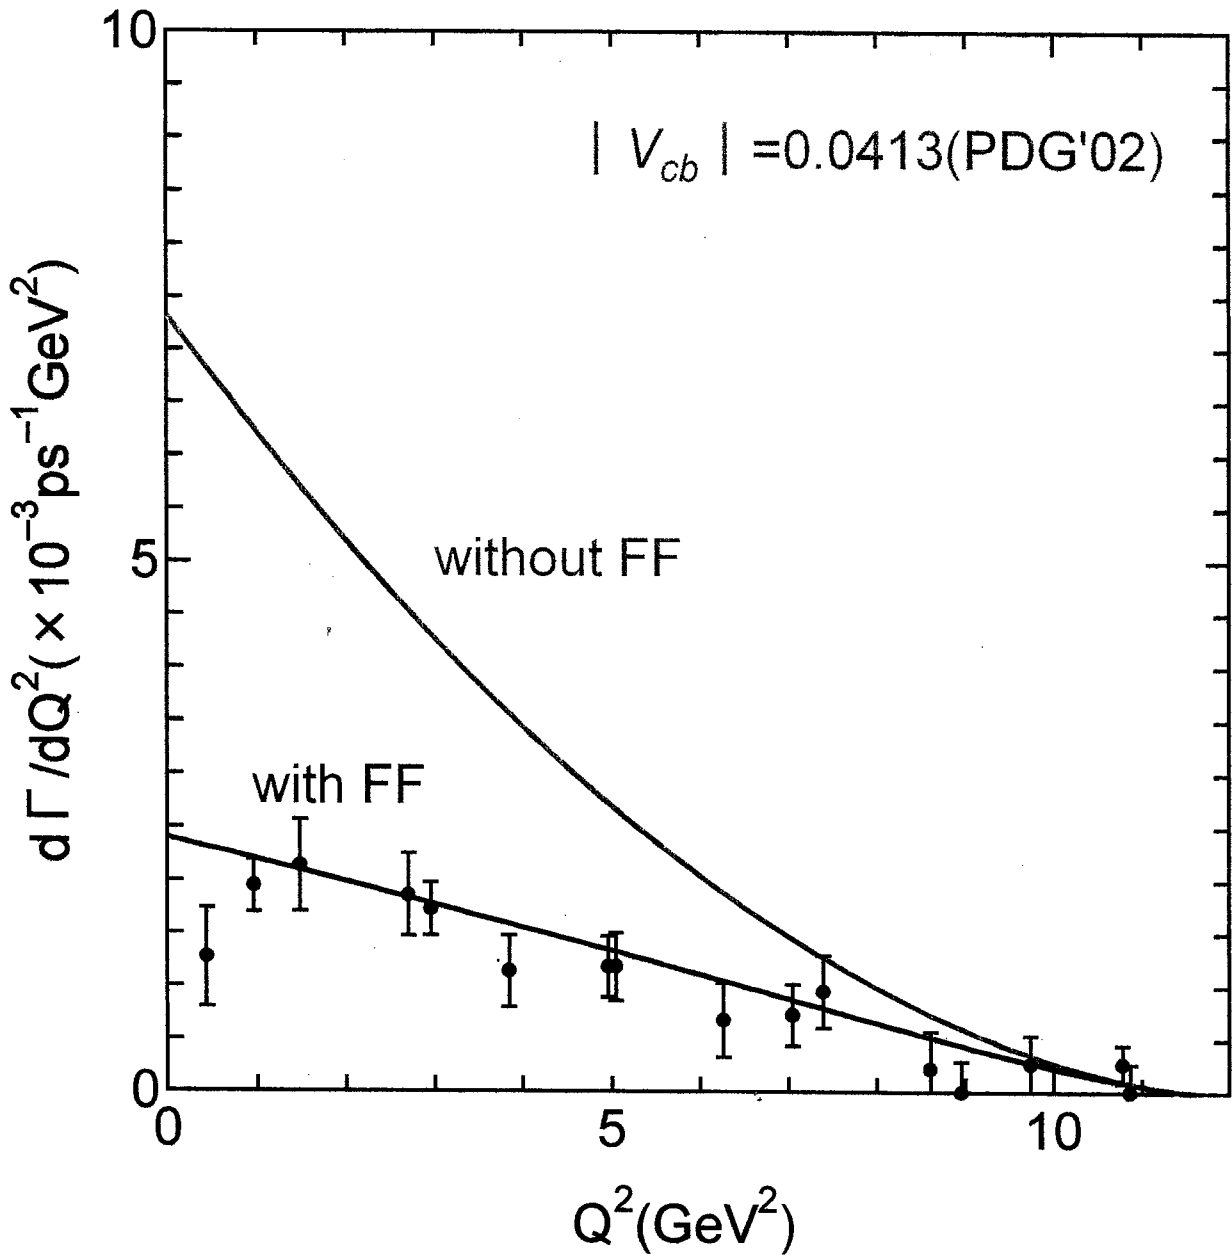 10
| Vcb | =0.0413(PDG'02)
dΓ/dQ²(×10⁻³ps⁻¹GeV²)
without FF
5
with FF
0
0 5 10
Q²(GeV²)